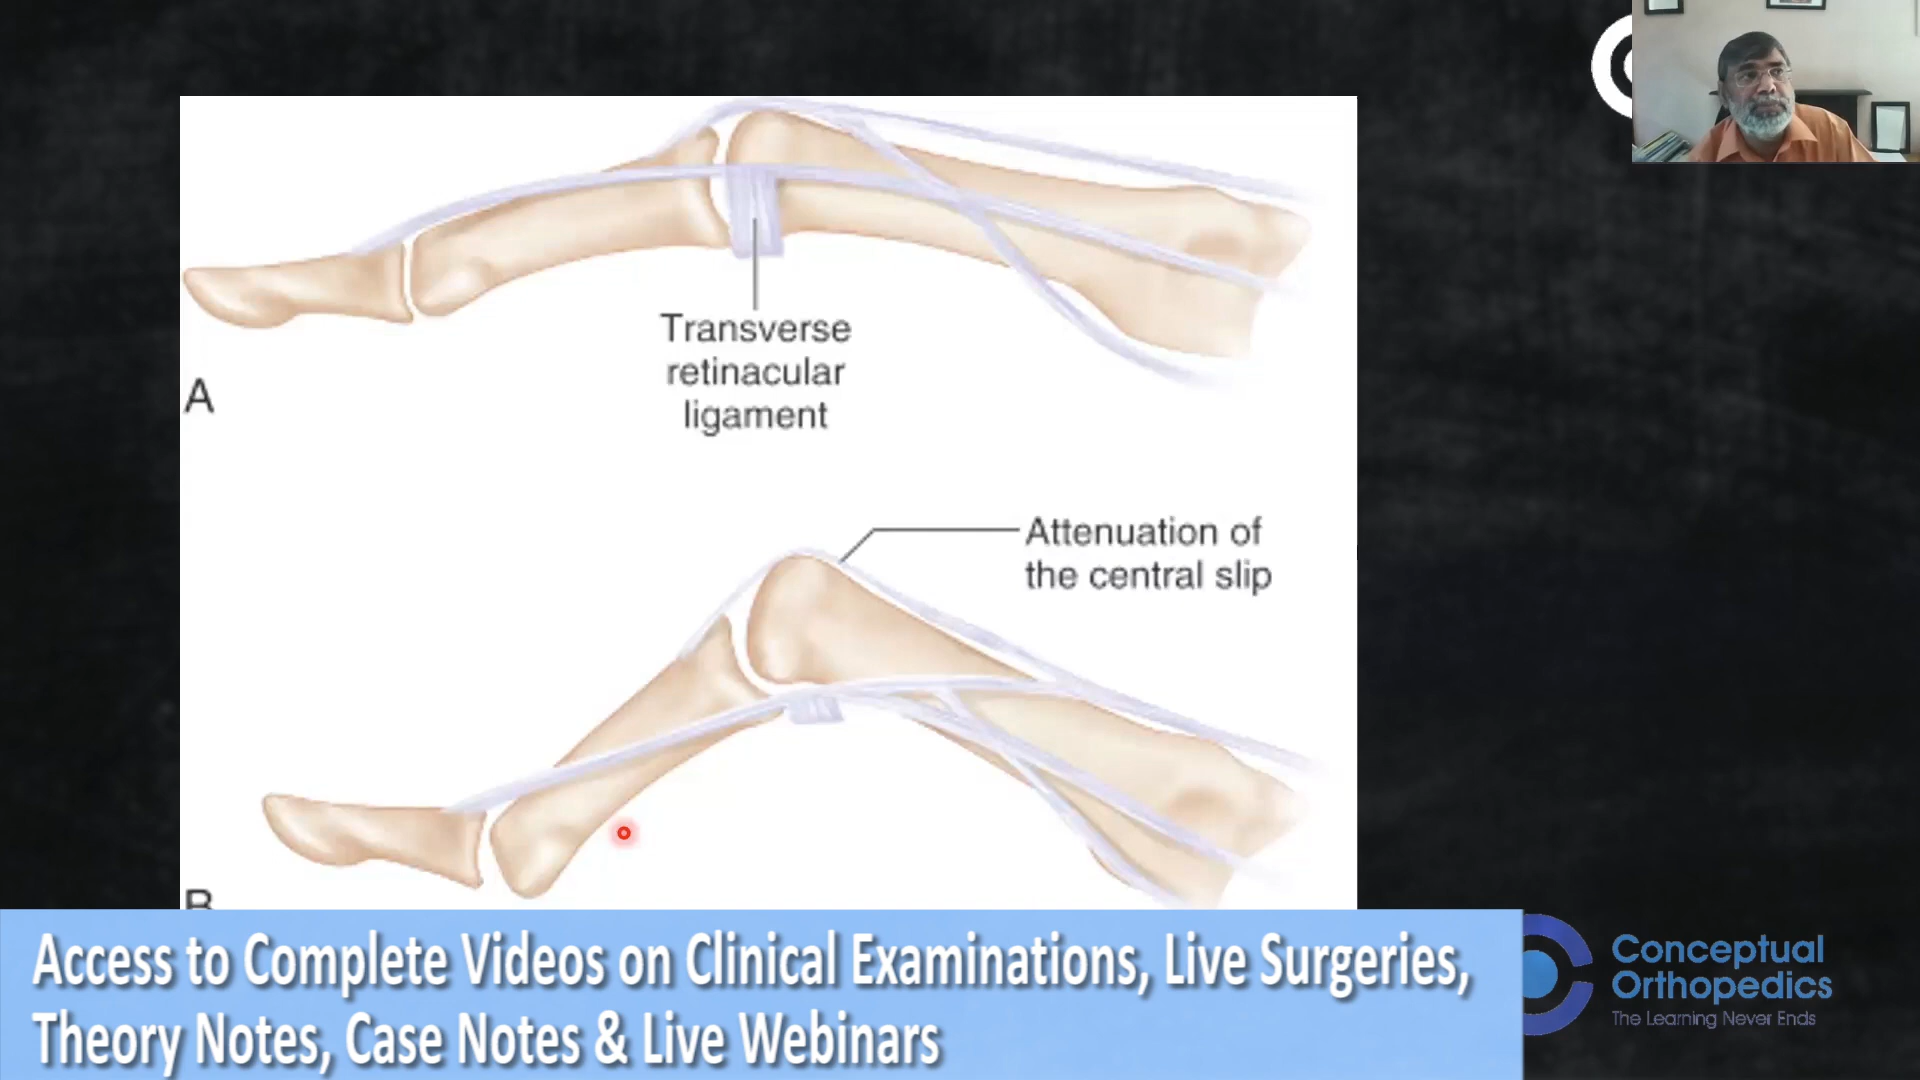 Transverse
retinacular
ligament
A
Attenuation of
the central slip
B
Access to Complete Videos on Clinical Examinations, Live Surgeries,
Theory Notes, Case Notes & Live Webinars
Conceptual
Orthopedics
The Learning Never Ends